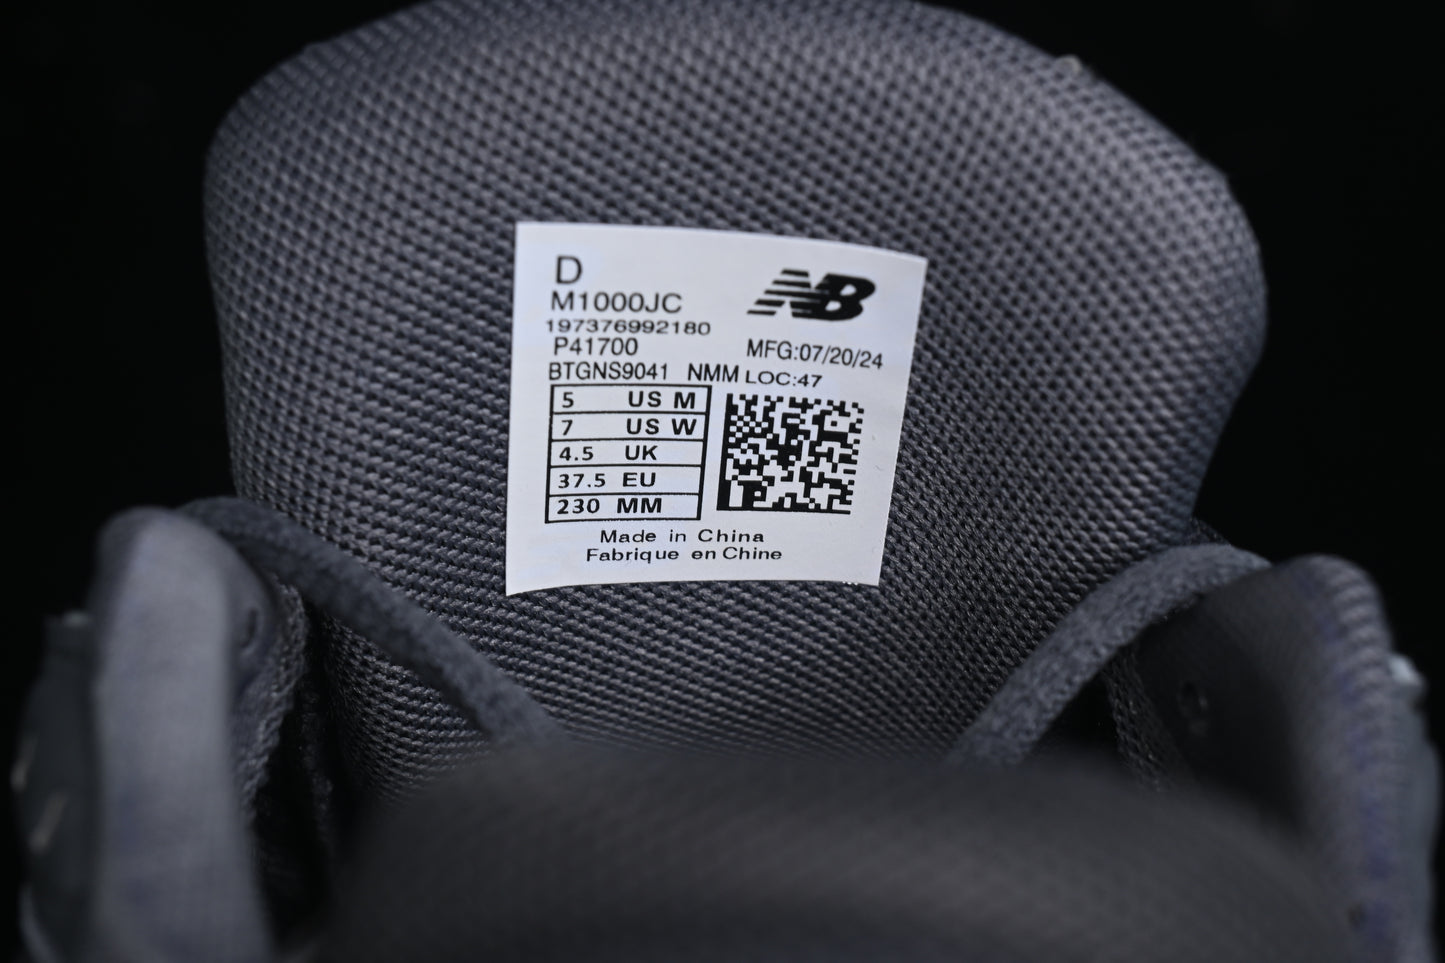 D
NB
M1000JC
197376992180
P41700 MFG:07/20/24
BTGNS9041 NMM LOC:47
5 US M
7 US W
4.5 UK
37.5 EU
230 MM
Made in China
Fabrique en Chine